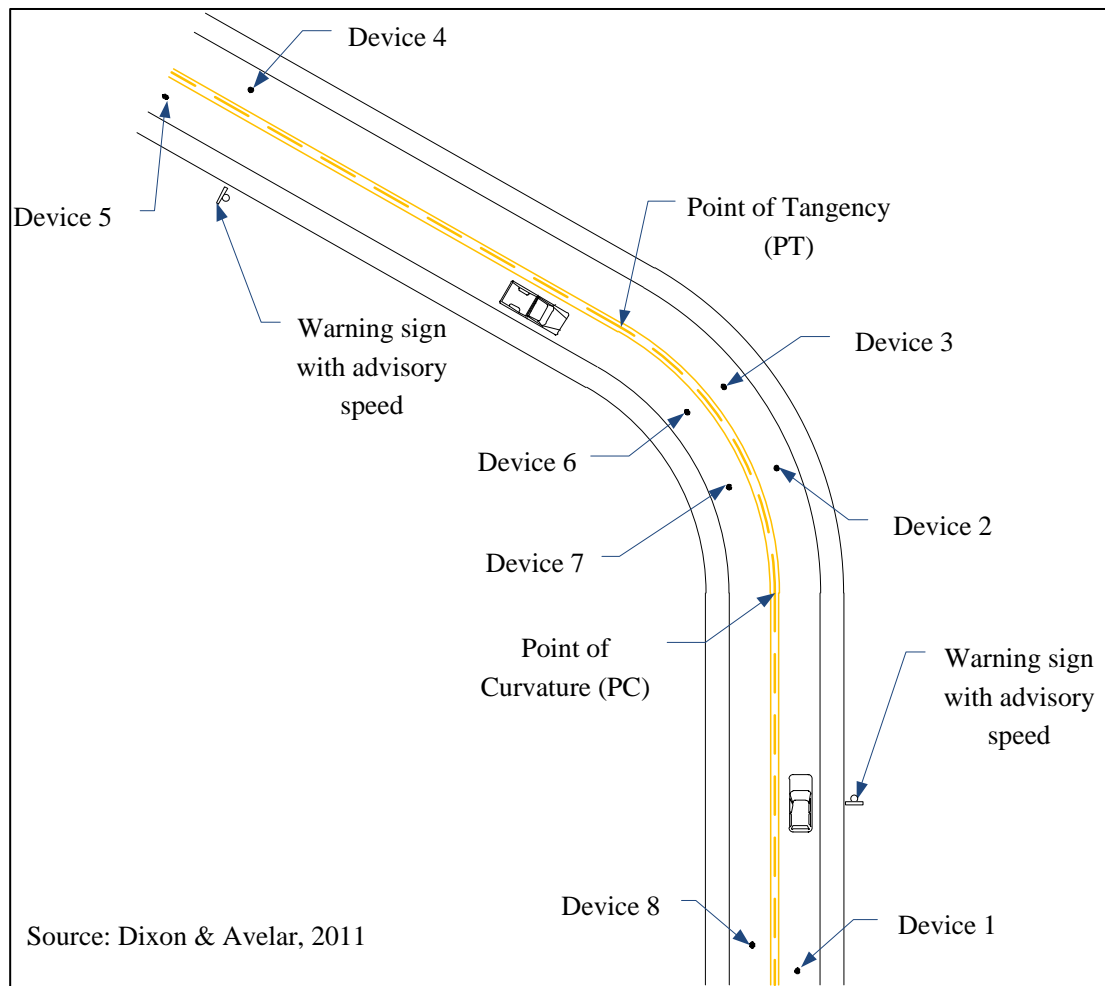 Device 4
Device 5
Point of Tangency
(PT)
Warning sign
with advisory
speed
Device 3
Device 6
Device 2
Device 7
Point of
Curvature (PC)
Warning sign
with advisory
speed
Device 8
Device 1
Source: Dixon & Avelar, 2011